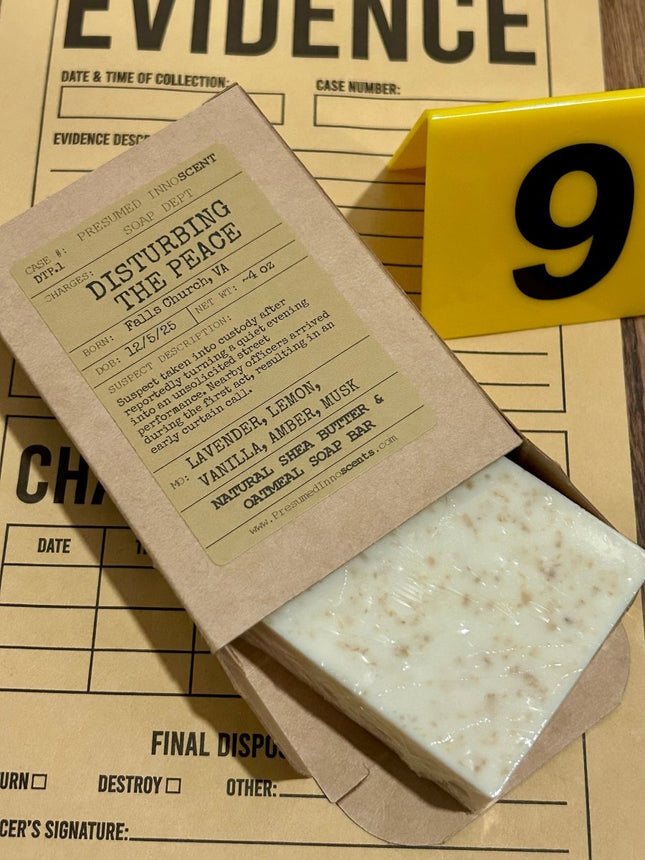 EVIDENCE
DATE & TIME OF COLLECTION:
CASE NUMBER:
EVIDENCE
9
PRESUMED INNOSCENT
SOAP DEPT
CASE #:
DTP.1
CHARGES:
DISTURBING
THE PEACE
BORN: Falls Church, VA
DOB: 12/5/25 NET WT: ~4 oz
SUSPECT DESCRIPTION:
Suspect taken into custody after
reportedly turning a quiet evening
into an unsolicited street
performance. Nearby officers arrived
during the first act, resulting in an
early curtain call.
MO: LAVENDER, LEMON,
VANILLA, AMBER, MUSK
NATURAL SHEA BUTTER &
OATMEAL SOAP BAR
www.PresumedInnoscents.com
CHA
DATE
FINAL DISPO
URN
DESTROY
OTHER:
CER'S SIGNATURE: